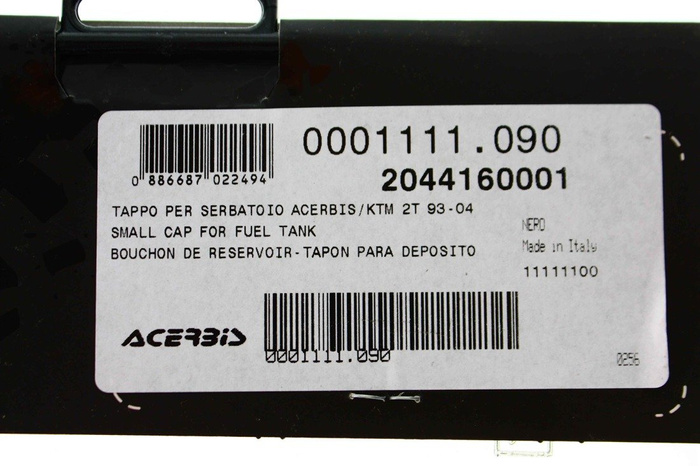 0001111.090
2044160001
0 886687 022494
TAPPO PER SERBATOIO ACERBIS/KTM 2T 93-04
SMALL CAP FOR FUEL TANK
BOUCHON DE RESERVOIR-TAPON PARA DEPOSITO
NERO
Made in Italy
11111100
ACERBIS
0001111.090
0256